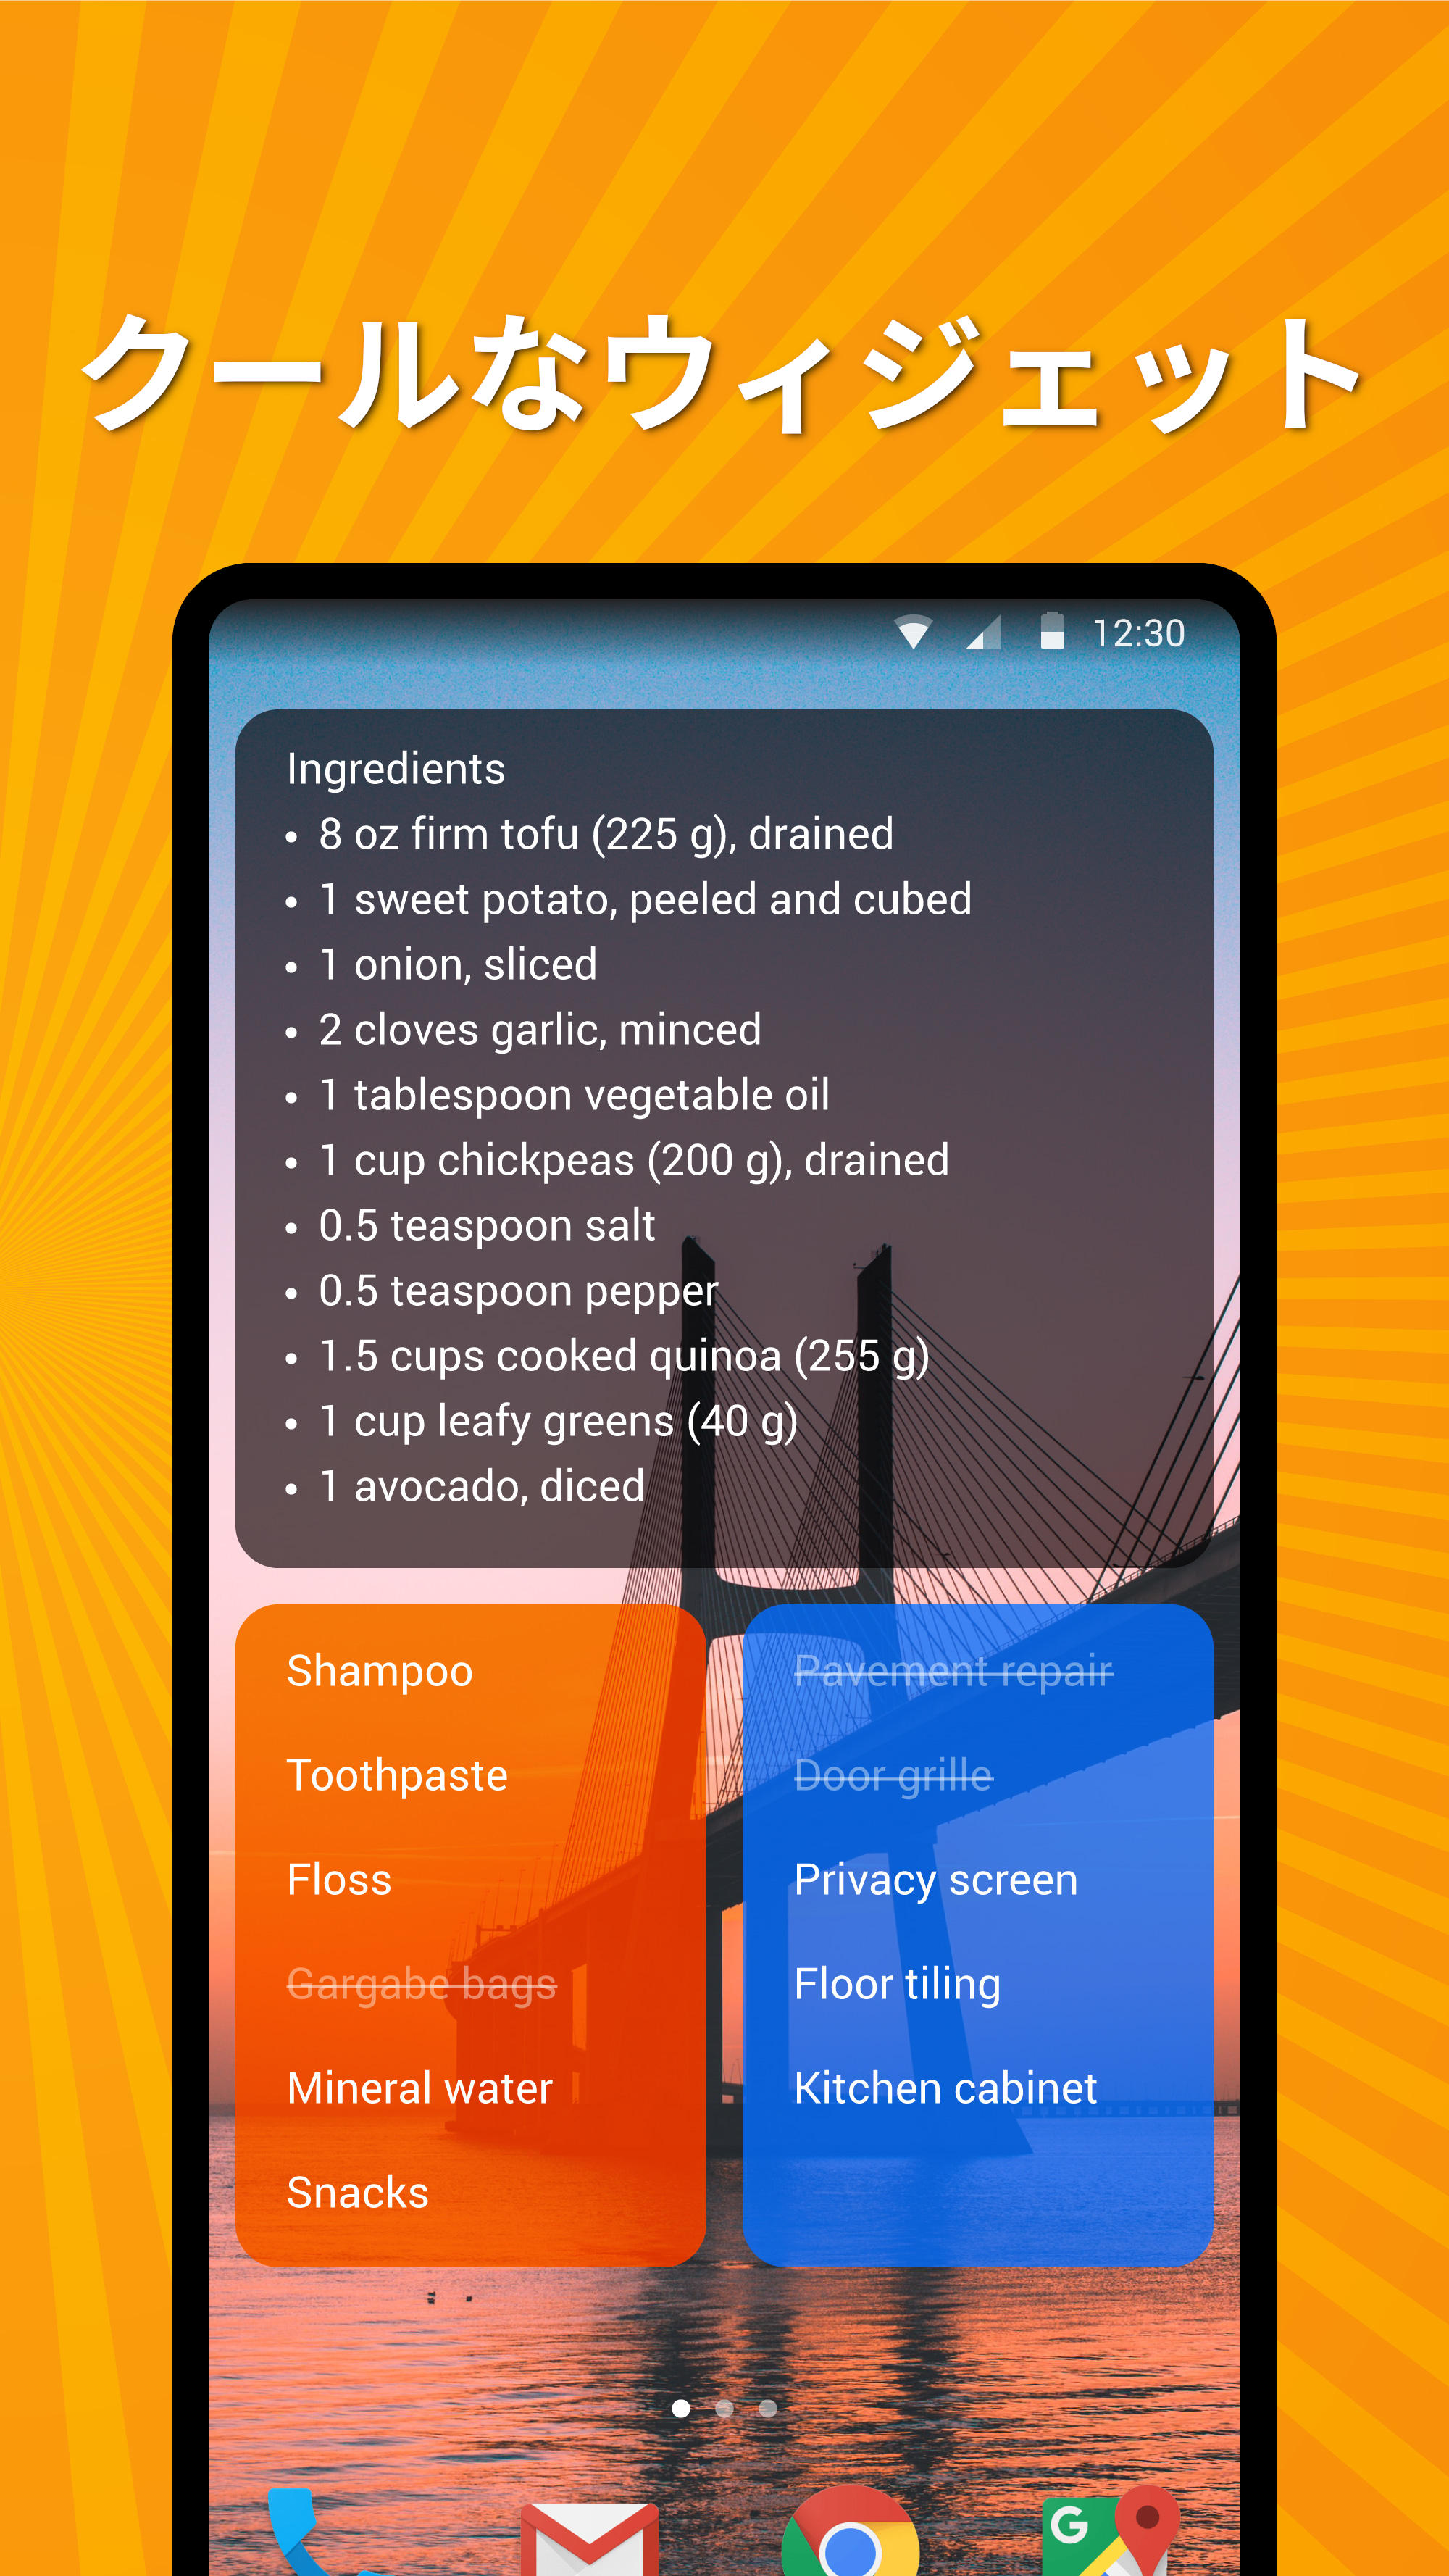 クールなウィジェット
12:30
Ingredients
• 8 oz firm tofu (225 g), drained
• 1 sweet potato, peeled and cubed
• 1 onion, sliced
• 2 cloves garlic, minced
• 1 tablespoon vegetable oil
• 1 cup chickpeas (200 g), drained
• 0.5 teaspoon salt
• 0.5 teaspoon pepper
• 1.5 cups cooked quinoa (255 g)
• 1 cup leafy greens (40 g)
• 1 avocado, diced
Shampoo
Toothpaste
Floss
Gargabe bags
Mineral water
Snacks
Pavement repair
Door grille
Privacy screen
Floor tiling
Kitchen cabinet
G